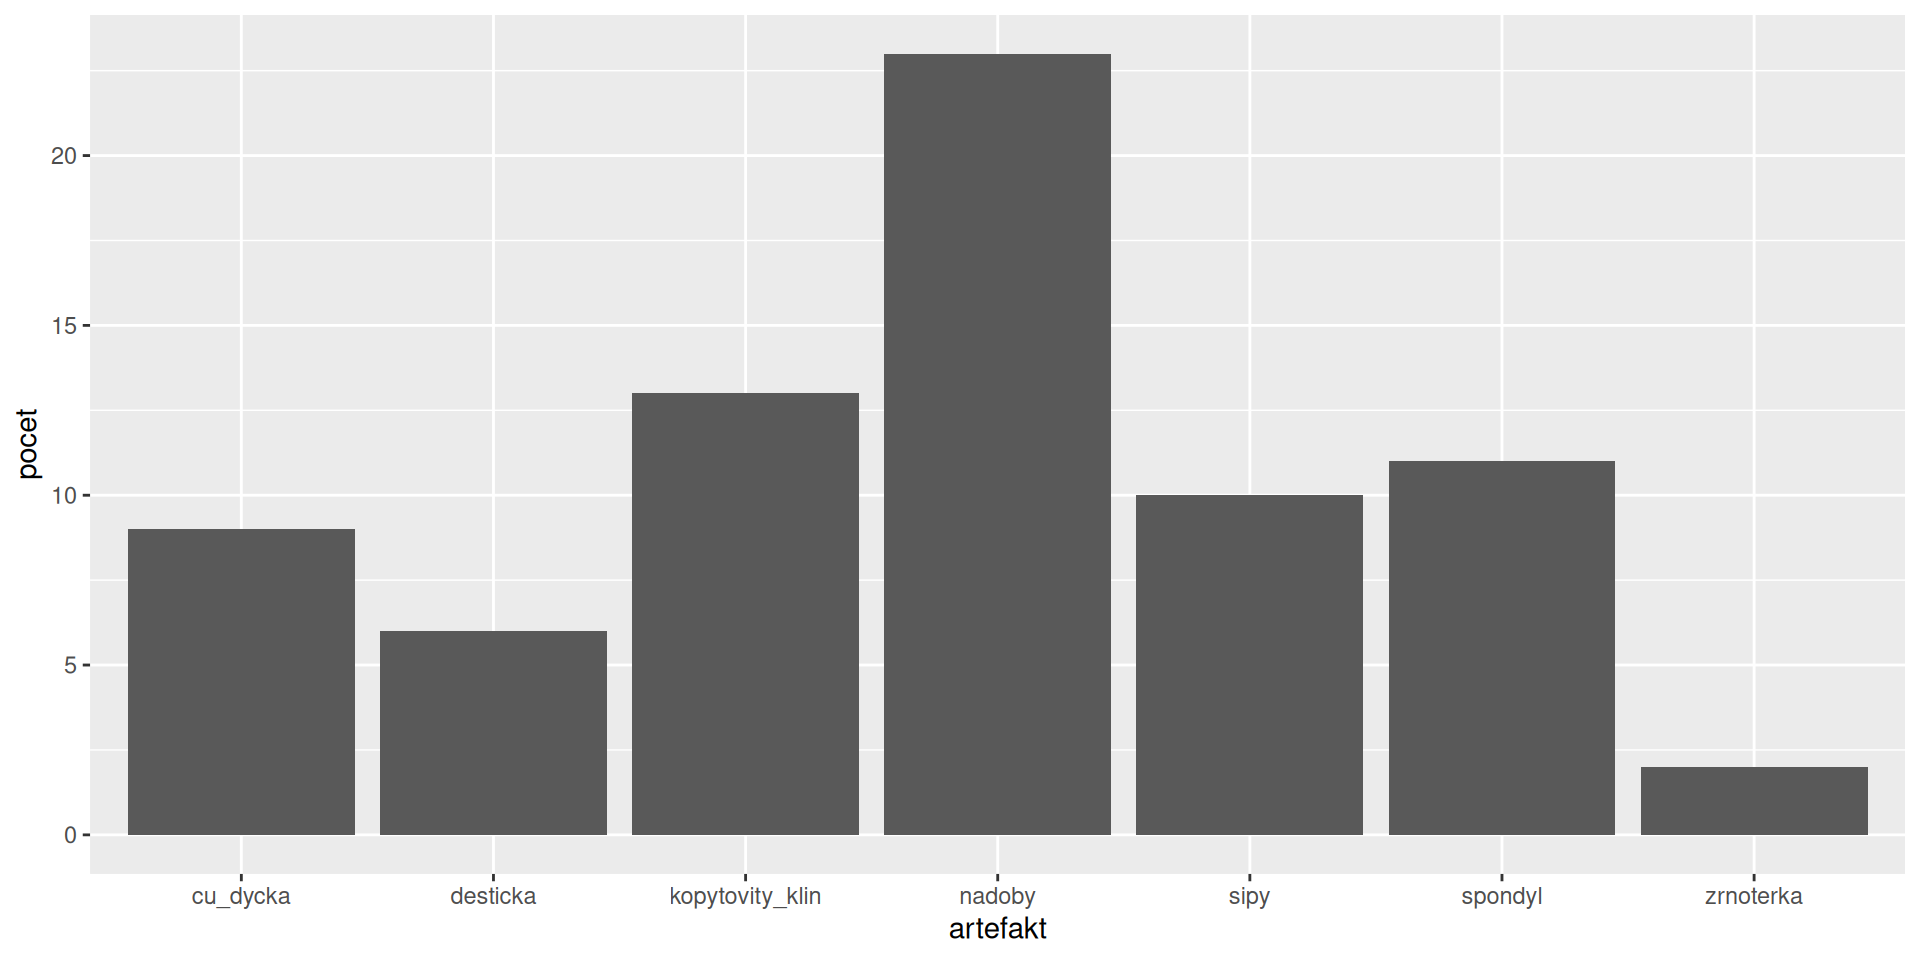 pocet
20
15
10
5
0
cu_dycka desticka kopytovity_klin nadoby sipy spondyl zrnoterka
artefakt